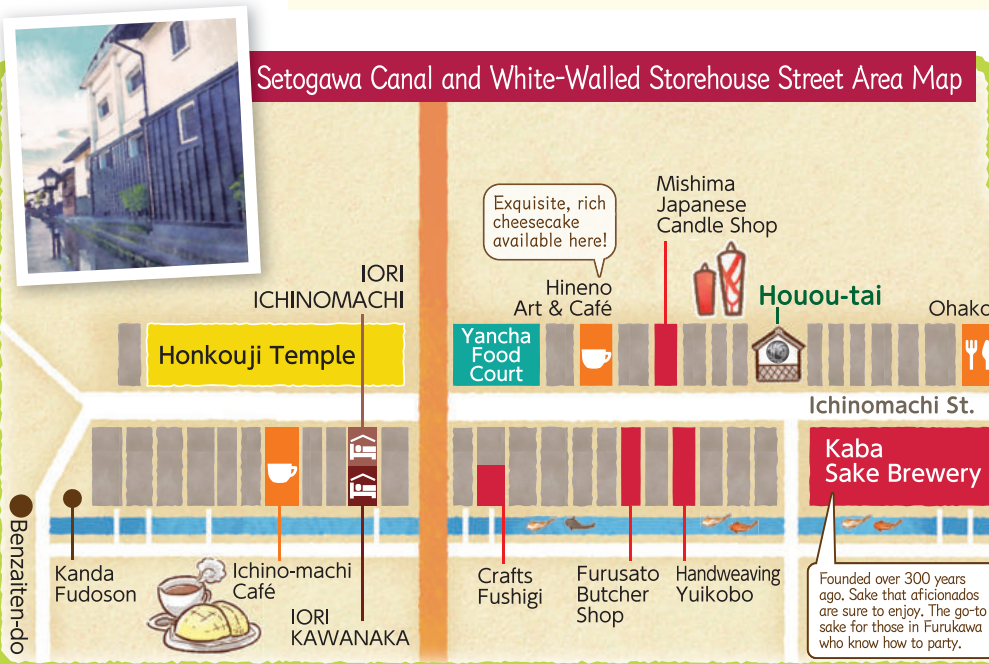 Setogawa Canal and White-Walled Storehouse Street Area Map
Exquisite, rich
cheesecake
available here!
Mishima
Japanese
Candle Shop
IORI
ICHINOMACHI
Hineno
Art & Café
Houou-tai
Honkouji Temple
Yancha
Food
Court
Ichinomachi St.
Kaba
Sake Brewery
Benzaiten-do
Kanda
Fudoson
Ichino-machi
Café
IORI
KAWANAKA
Crafts
Fushigi
Furusato
Butcher
Shop
Handweaving
Yuikobo
Founded over 300 years
ago. Sake that aficionados
are sure to enjoy. The go-to
sake for those in Furukawa
who know how to party.